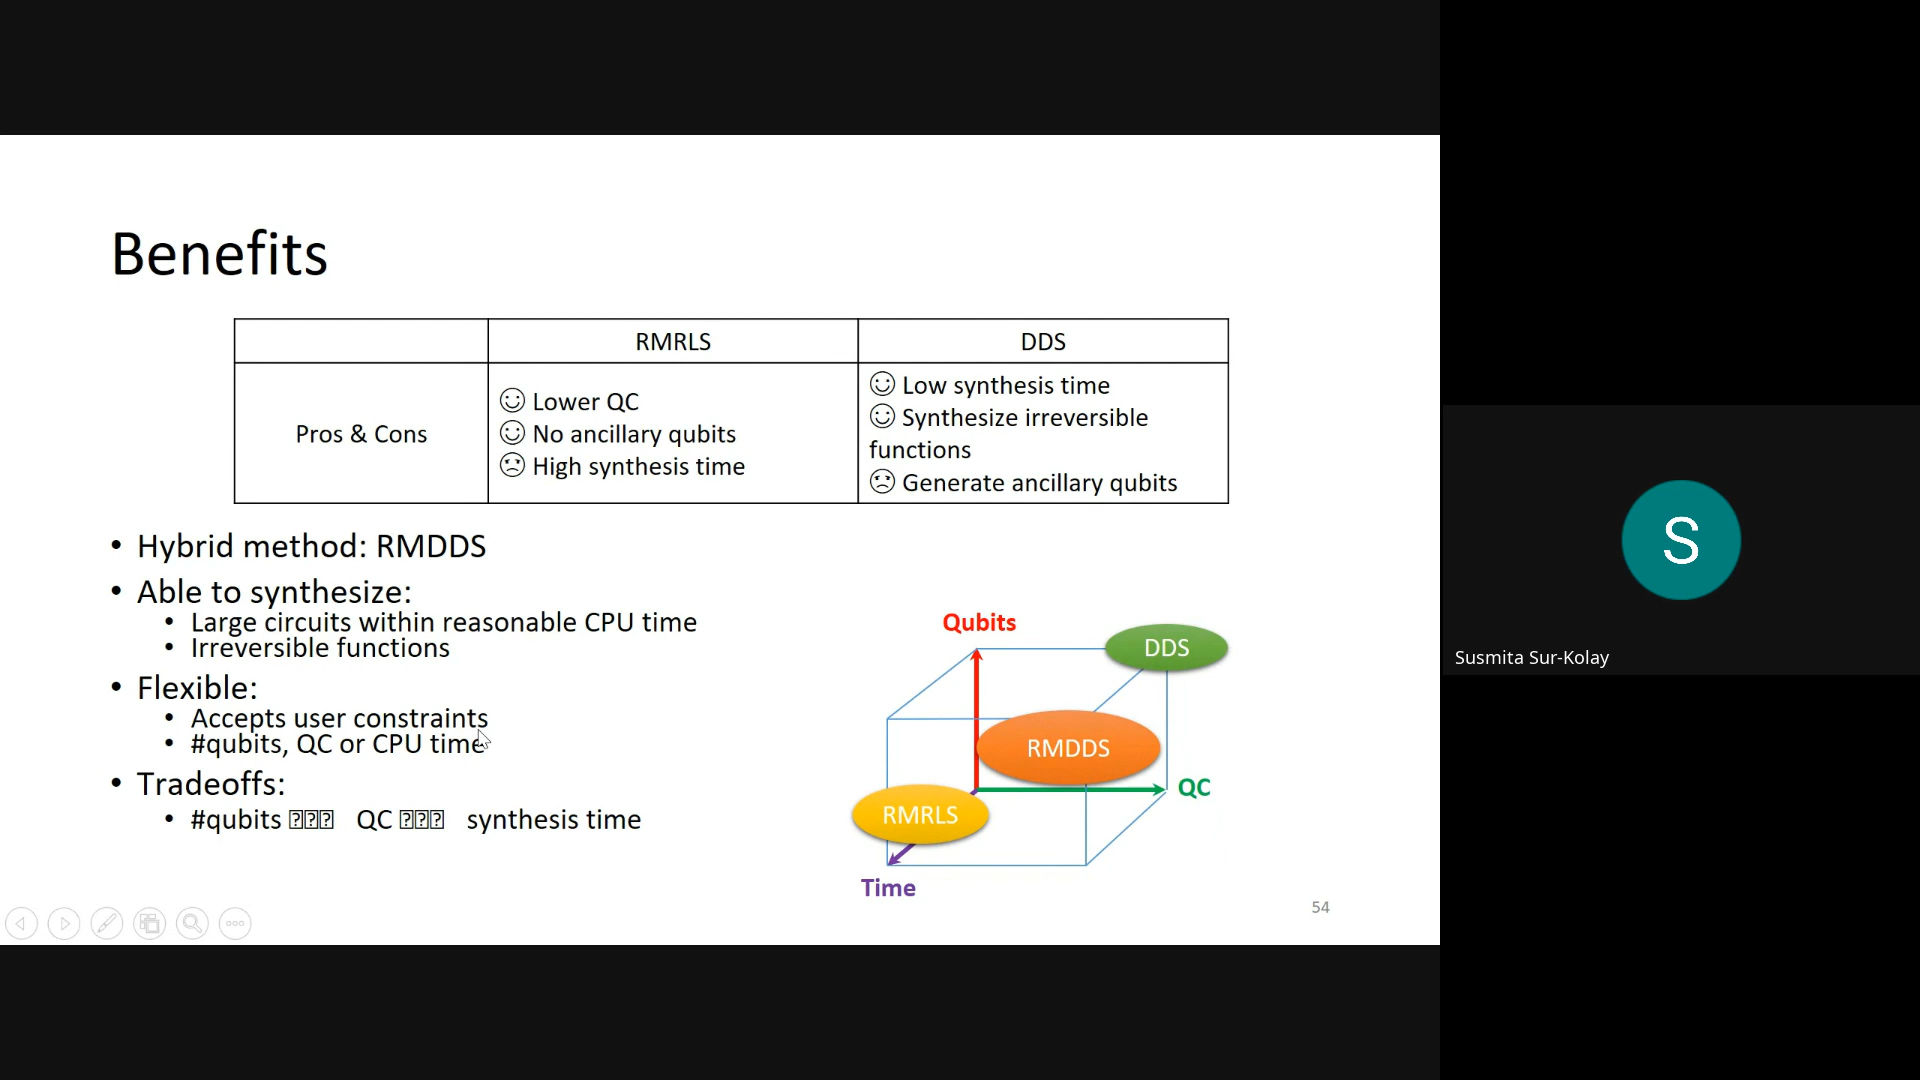 Benefits
RMRLS
DDS
Pros & Cons
Lower QC
No ancillary qubits
High synthesis time
Low synthesis time
Synthesize irreversible
functions
Generate ancillary qubits
• Hybrid method: RMDDS
• Able to synthesize:
• Large circuits within reasonable CPU time
• Irreversible functions
• Flexible:
• Accepts user constraints
• #qubits, QC or CPU time
• Tradeoffs:
• #qubits QC synthesis time
Qubits
DDS
RMDDS
QC
RMRLS
Time
54
S
Susmita Sur-Kolay